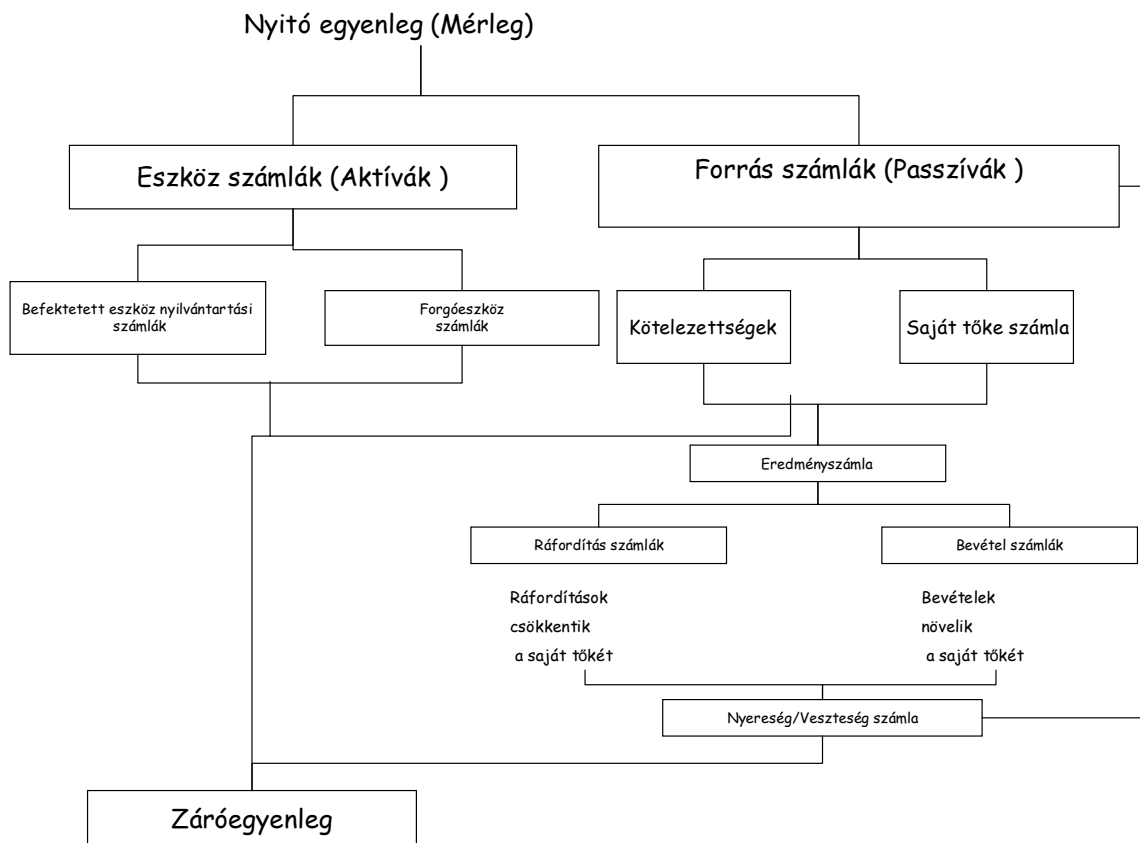 Nyitó egyenleg (Mérleg)
Eszköz számlák (Aktívák )
Forrás számlák (Passzívák )
Befektetett eszköz nyilvántartási
számlák
Forgóeszköz
számlák
Kötelezettségek
Saját tőke számla
Eredményszámla
Ráfordítás számlák
Bevétel számlák
Ráfordítások
csökkentik
a saját tőkét
Bevételek
növelik
a saját tőkét
Nyereség/Veszteség számla
Záróegyenleg